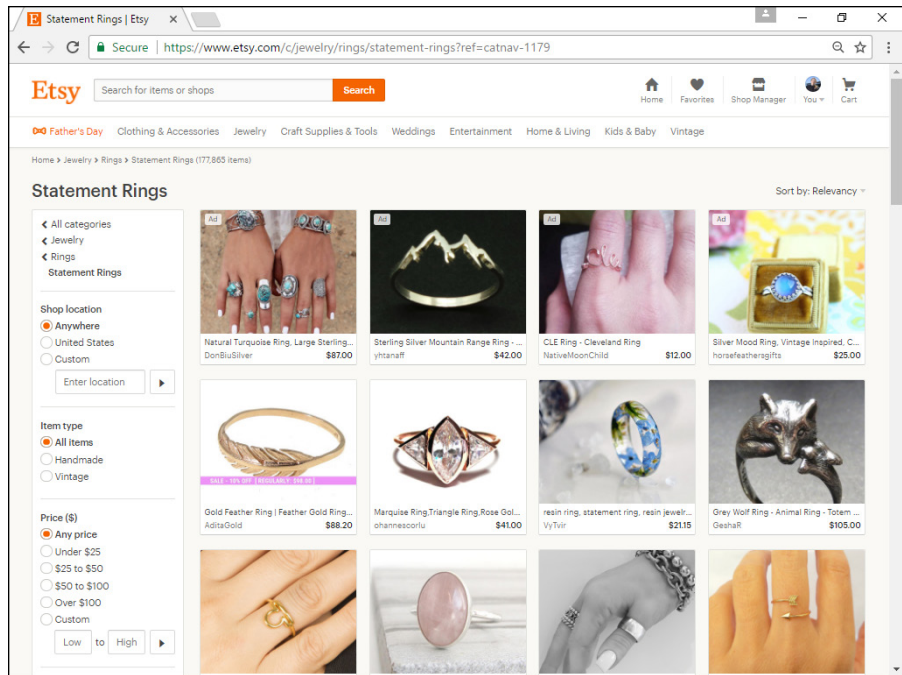 Statement Rings | Etsy
Secure | https://www.etsy.com/c/jewelry/rings/statement-rings?ref=catnav-1179
Etsy
Search for items or shops
Search
Home
Favorites
Shop Manager
You
Cart
Father's Day
Clothing & Accessories
Jewelry
Craft Supplies & Tools
Weddings
Entertainment
Home & Living
Kids & Baby
Vintage
Home > Jewelry > Rings > Statement Rings (177,865 items)
Statement Rings
Sort by: Relevancy
All categories
Jewelry
Rings
Statement Rings
Shop location
Anywhere
United States
Custom
Enter location
Item type
All items
Handmade
Vintage
Price ($)
Any price
Under $25
$25 to $50
$50 to $100
Over $100
Custom
Low to High
Ad
Natural Turquoise Ring, Large Sterling...
DonBiuSilver $87.00
Ad
Sterling Silver Mountain Range Ring - ...
yhtanaff $42.00
Ad
CLE Ring - Cleveland Ring
NativeMoonChild $12.00
Ad
Silver Mood Ring, Vintage Inspired, C...
horsefeathersgifts $25.00
SALE - 10% OFF | REGULARLY: $98.00 |
Gold Feather Ring | Feather Gold Ring...
AditaGold $88.20
Marquise Ring,Triangle Ring,Rose Gol...
ohannescorlu $41.00
resin ring, statement ring, resin jewelr...
VyTvir $21.15
Grey Wolf Ring - Animal Ring - Totem ...
GeshaR $105.00